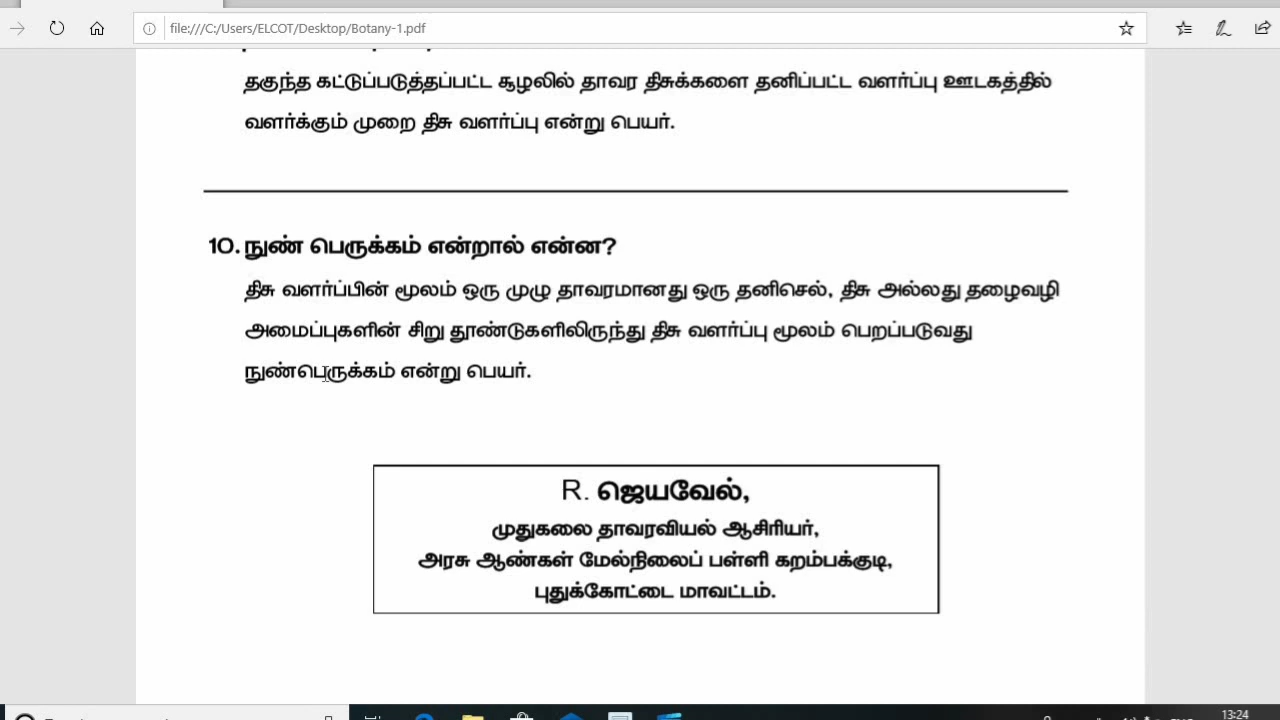 file:///C:/Users/ELCOT/Desktop/Botany-1.pdf
தகுந்த கட்டுப்படுத்தப்பட்ட சூழலில் தாவர திசுக்களை தனிப்பட்ட வளர்ப்பு ஊடகத்தில்
வளர்க்கும் முறை திசு வளர்ப்பு என்று பெயர்.
10. நுண் பெருக்கம் என்றால் என்ன?
திசு வளர்ப்பின் மூலம் ஒரு முழு தாவரமானது ஒரு தனிசெல், திசு அல்லது தழைவழி
அமைப்புகளின் சிறு தூண்டுகளிலிருந்து திசு வளர்ப்பு மூலம் பெறப்படுவது
நுண்பெருக்கம் என்று பெயர்.
R. ஜெயவேல்,
முதுகலை தாவரவியல் ஆசிரியர்,
அரசு ஆண்கள் மேல்நிலைப் பள்ளி கறம்பக்குடி,
புதுக்கோட்டை மாவட்டம்.
13:24